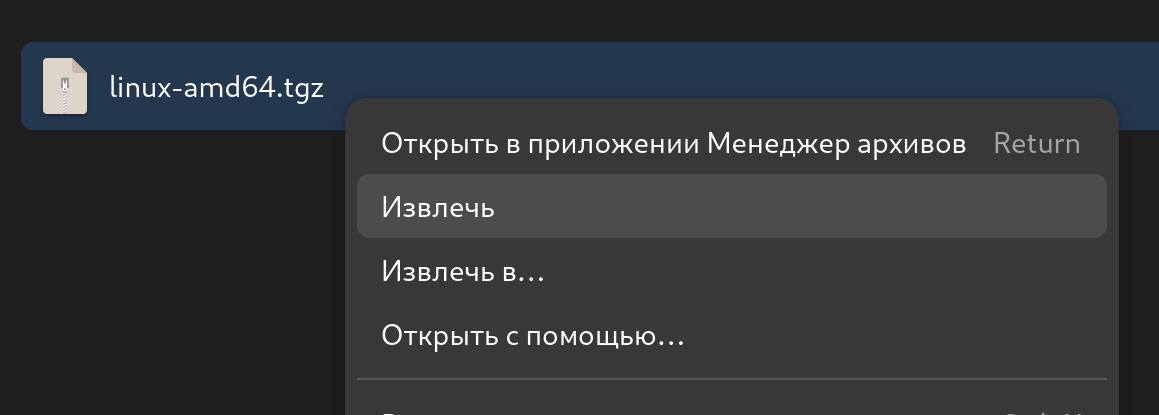 linux-amd64.tgz
Открыть в приложении Менеджер архивов Return
Извлечь
Извлечь в...
Открыть с помощью...